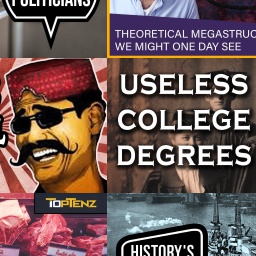 POLITICIANS
THEORETICAL MEGASTRUC
WE MIGHT ONE DAY SEE
USELESS
COLLEGE
DEGREES
TOPTENZ
HISTORY'S